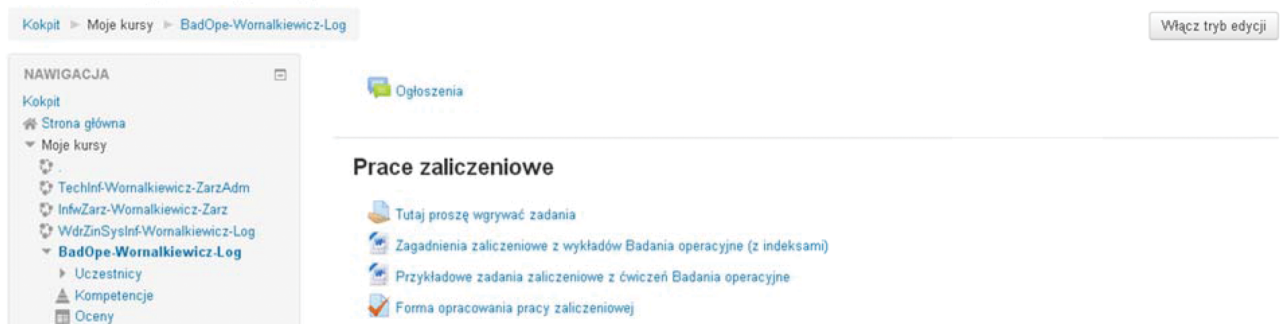 Kokpit Moje kursy BadOpe-Wornalkiewicz-Log
Włącz tryb edycji
NAWIGACJA
Kokpit
Strona główna
Moje kursy
.
TechInf-Wornalkiewicz-ZarzAdm
InfwZarz-Wornalkiewicz-Zarz
WdrZinSysInf-Wornalkiewicz-Log
BadOpe-Wornalkiewicz-Log
Uczestnicy
Kompetencje
Oceny
Ogłoszenia
Prace zaliczeniowe
Tutaj proszę wgrywać zadania
Zagadnienia zaliczeniowe z wykładów Badania operacyjne (z indeksami)
Przykładowe zadania zaliczeniowe z ćwiczeń Badania operacyjne
Forma opracowania pracy zaliczeniowej